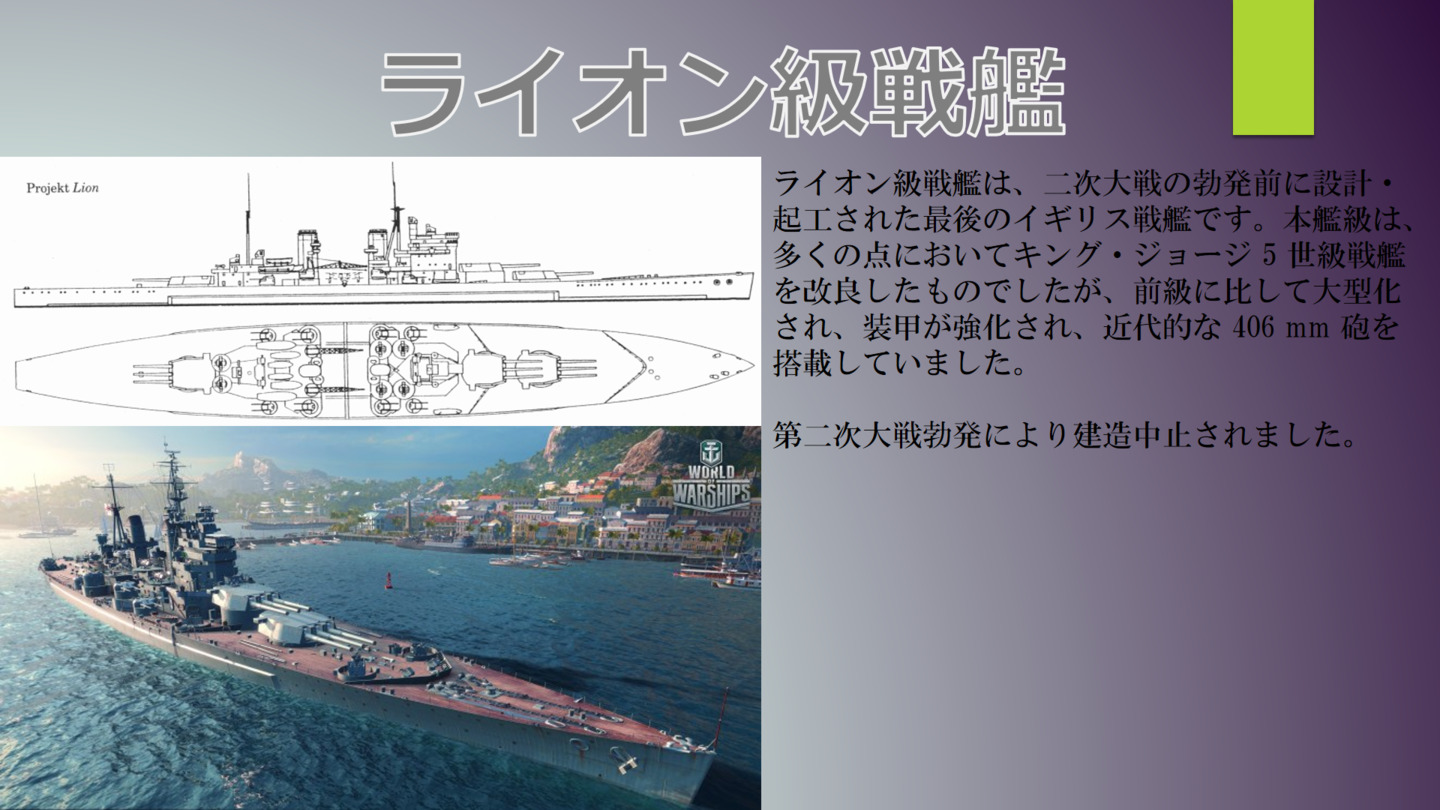 ライオン級戦艦
Projekt Lion
ライオン級戦艦は、二次大戦の勃発前に設計・
起工された最後のイギリス戦艦です。本艦級は、
多くの点においてキング・ジョージ 5 世級戦艦
を改良したものでしたが、前級に比して大型化
され、装甲が強化され、近代的な 406 mm 砲を
搭載していました。
第二次大戦勃発により建造中止されました。
WORLD
OF
WARSHIPS